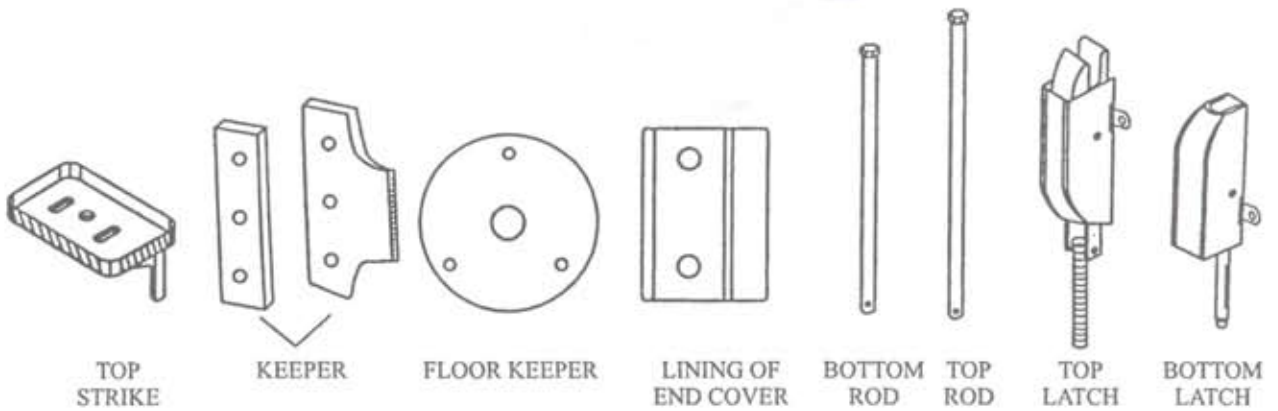 TOP
STRIKE
KEEPER
FLOOR KEEPER
LINING OF
END COVER
BOTTOM
ROD
TOP
ROD
TOP
LATCH
BOTTOM
LATCH